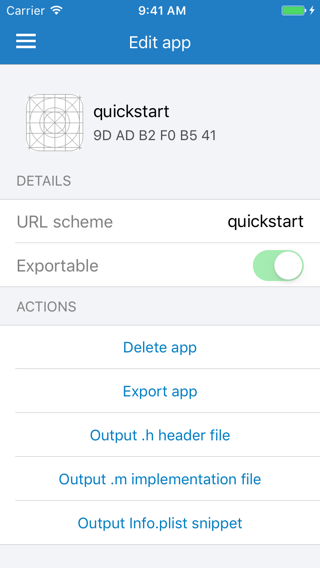 Carrier 9:41 AM
Edit app
quickstart
9D AD B2 F0 B5 41
DETAILS
URL scheme quickstart
Exportable
ACTIONS
Delete app
Export app
Output .h header file
Output .m implementation file
Output Info.plist snippet